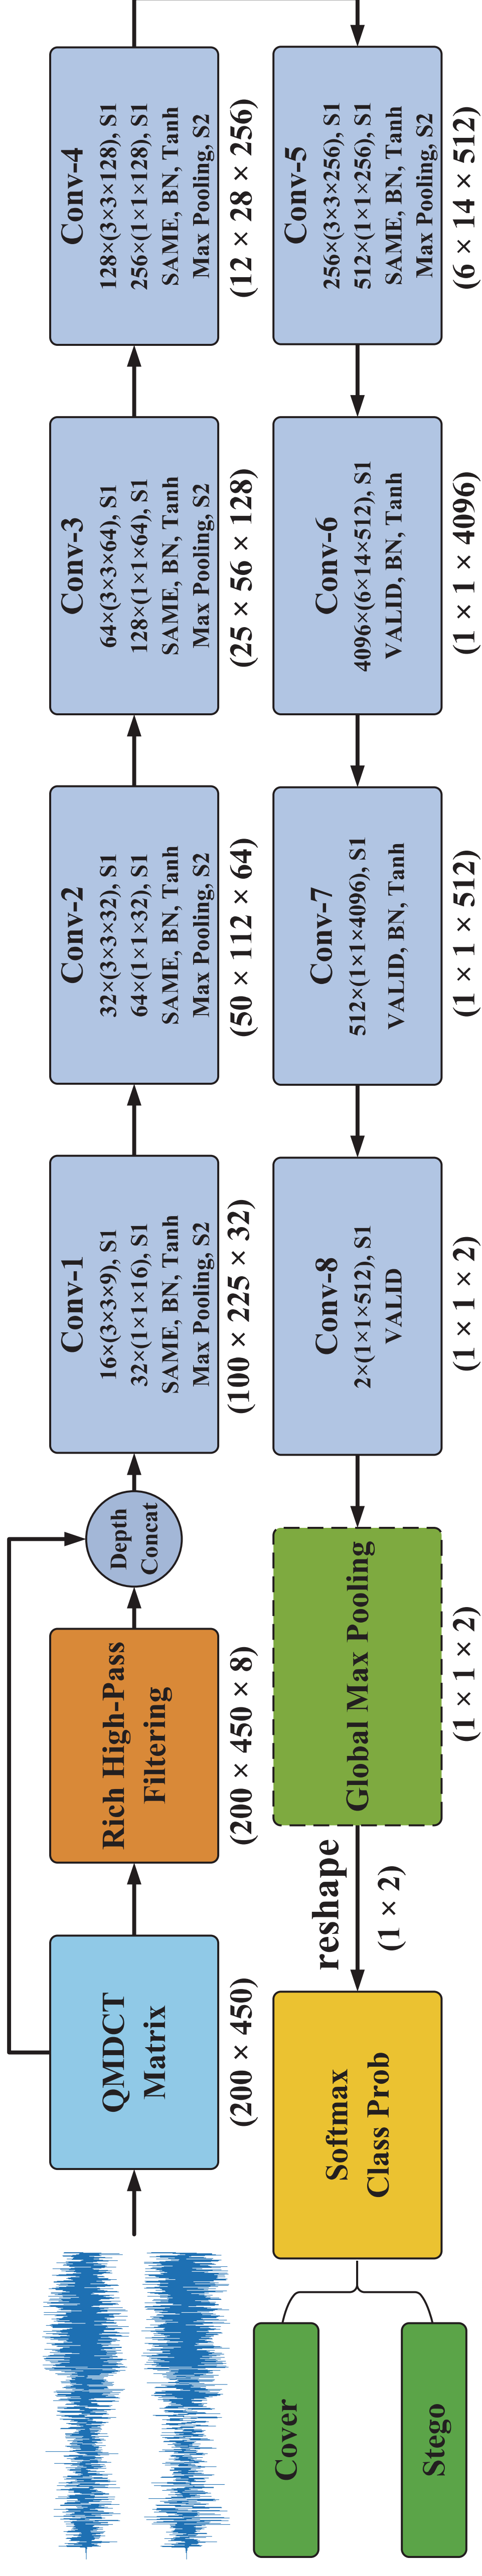 QMDCT
Matrix
(200 × 450)
Rich High-Pass
Filtering
(200 × 450 × 8)
Depth
Concat
Conv-1
16×(3×3×9), S1
32×(1×1×16), S1
SAME, BN, Tanh
Max Pooling, S2
(100 × 225 × 32)
Conv-2
32×(3×3×32), S1
64×(1×1×32), S1
SAME, BN, Tanh
Max Pooling, S2
(50 × 112 × 64)
Conv-3
64×(3×3×64), S1
128×(1×1×64), S1
SAME, BN, Tanh
Max Pooling, S2
(25 × 56 × 128)
Conv-4
128×(3×3×128), S1
256×(1×1×128), S1
SAME, BN, Tanh
Max Pooling, S2
(12 × 28 × 256)
Conv-5
256×(3×3×256), S1
512×(1×1×256), S1
SAME, BN, Tanh
Max Pooling, S2
(6 × 14 × 512)
Conv-6
4096×(6×14×512), S1
VALID, BN, Tanh
(1 × 1 × 4096)
Conv-7
512×(1×1×4096), S1
VALID, BN, Tanh
(1 × 1 × 512)
Conv-8
2×(1×1×512), S1
VALID
(1 × 1 × 2)
Global Max Pooling
(1 × 1 × 2)
reshape
(1 × 2)
Softmax
Class Prob
Cover
Stego